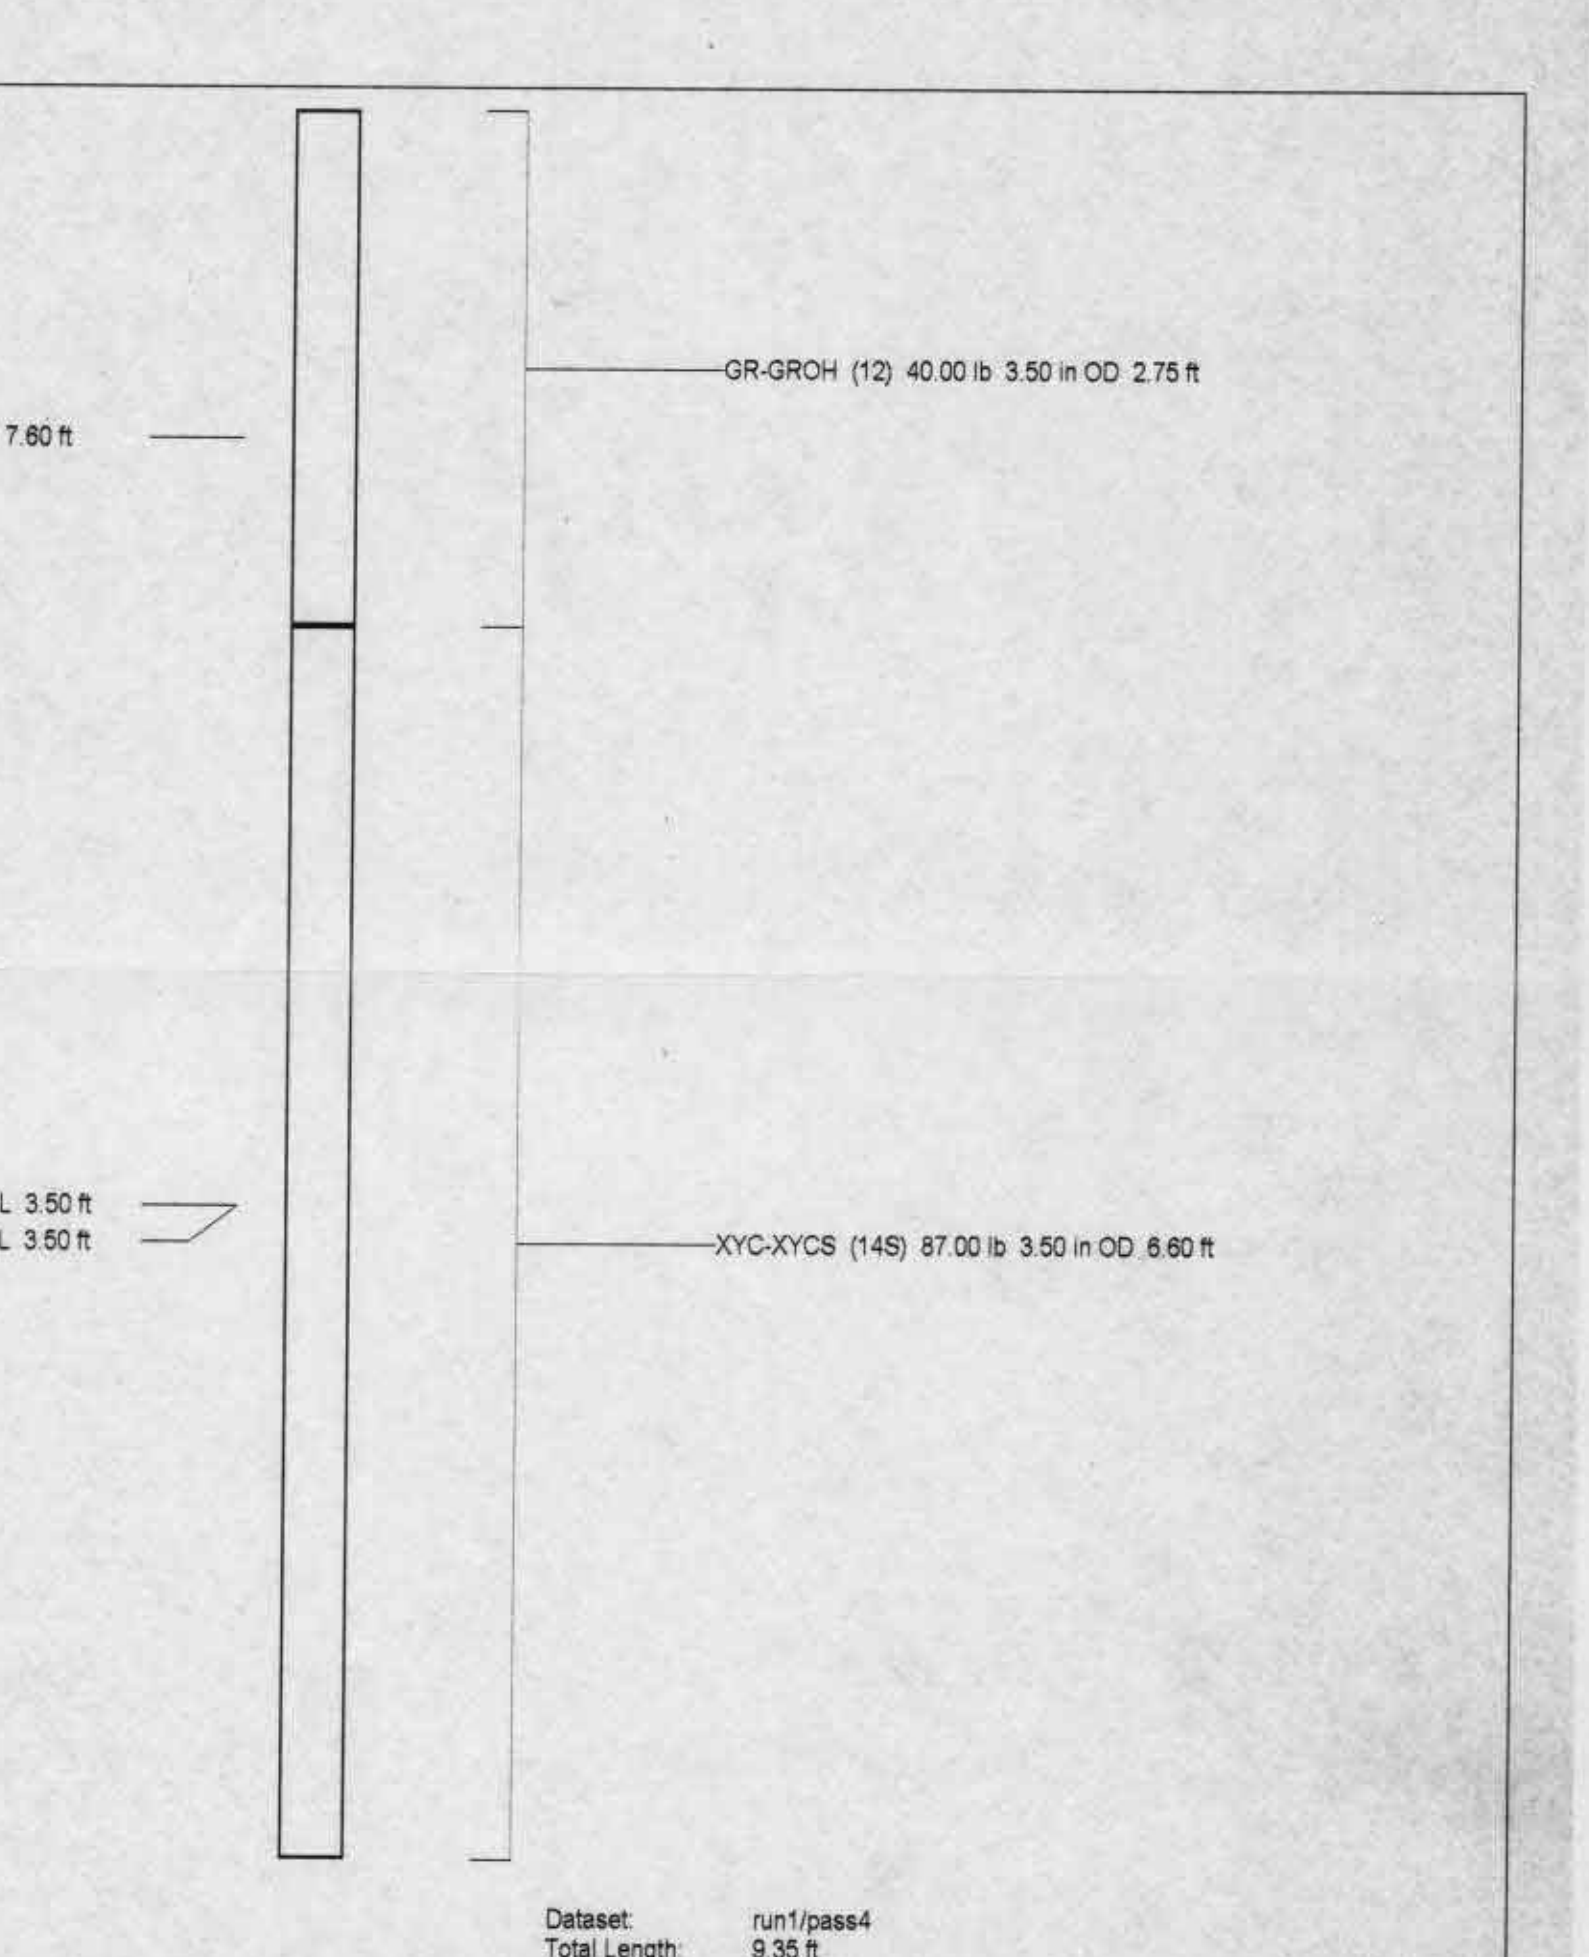 GR-GROH (12) 40.00 lb 3.50 in OD 2.75 ft
7.60 ft
L 3.50 ft
L 3.50 ft
XYC-XYCS (14S) 87.00 lb 3.50 in OD 6.60 ft
Dataset: run1/pass4
Total Length: 9.35 ft